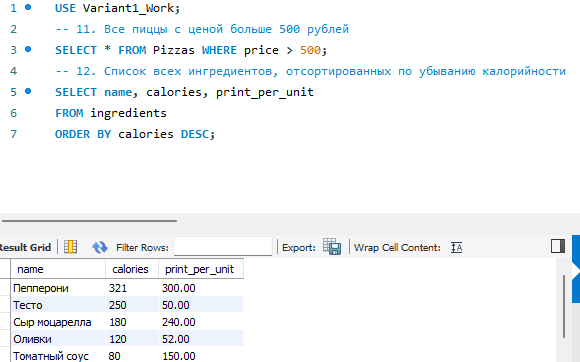 1 USE Variant1_Work;
2 -- 11. Все пиццы с ценой больше 500 рублей
3 SELECT * FROM Pizzas WHERE price > 500;
4 -- 12. Список всех ингредиентов, отсортированных по убыванию калорийности
5 SELECT name, calories, print_per_unit
6 FROM ingredients
7 ORDER BY calories DESC;
Result Grid Filter Rows: Export: Wrap Cell Content:
name calories print_per_unit
Пепперони 321 300.00
Тесто 250 50.00
Сыр моцарелла 180 240.00
Оливки 120 52.00
Томатный соус 80 150.00